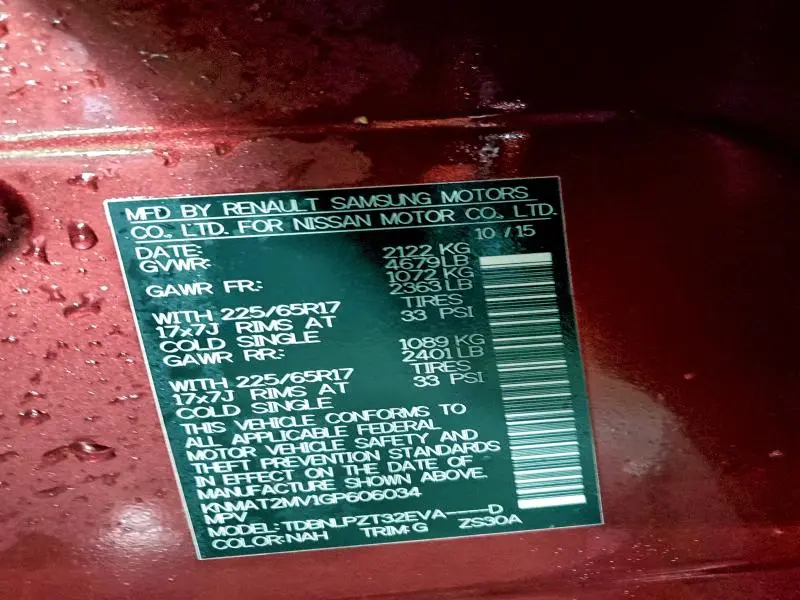 MFD BY RENAULT SAMSUNG MOTORS
CO., LTD. FOR NISSAN MOTOR CO., LTD.
DATE: 10 / 15
GVWR: 2122 KG
4679 LB
GAWR FR: 1072 KG
2363 LB
WITH 225/65R17 TIRES
17x7J RIMS AT 33 PSI
COLD SINGLE
GAWR RR: 1089 KG
2401 LB
WITH 225/65R17 TIRES
17x7J RIMS AT 33 PSI
COLD SINGLE
THIS VEHICLE CONFORMS TO
ALL APPLICABLE FEDERAL
MOTOR VEHICLE SAFETY AND
THEFT PREVENTION STANDARDS
IN EFFECT ON THE DATE OF
MANUFACTURE SHOWN ABOVE.
KNMAT2MV1GP606034
MPV
MODEL: TDBNLPZT32EVA----D
COLOR: NAH TRIM: G ZS30A